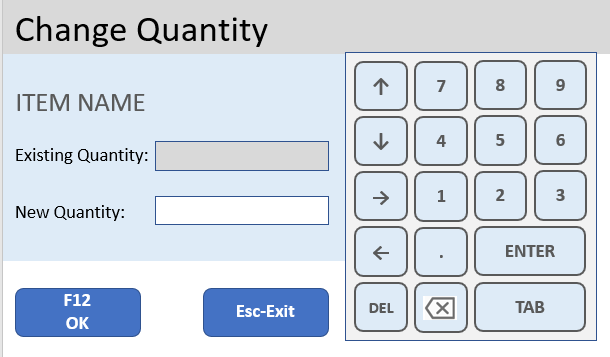 Change Quantity
ITEM NAME
Existing Quantity:
New Quantity:
F12
OK
Esc-Exit
↑ 7 8 9
↓ 4 5 6
→ 1 2 3
← . ENTER
DEL ⌫ TAB